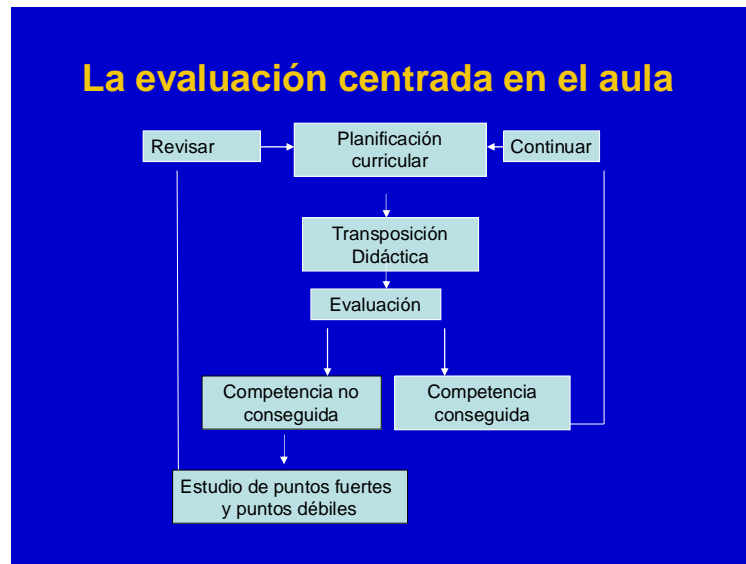 La evaluación centrada en el aula
Revisar
Planificación
curricular
Continuar
Transposición
Didáctica
Evaluación
Competencia no
conseguida
Competencia
conseguida
Estudio de puntos fuertes
y puntos débiles